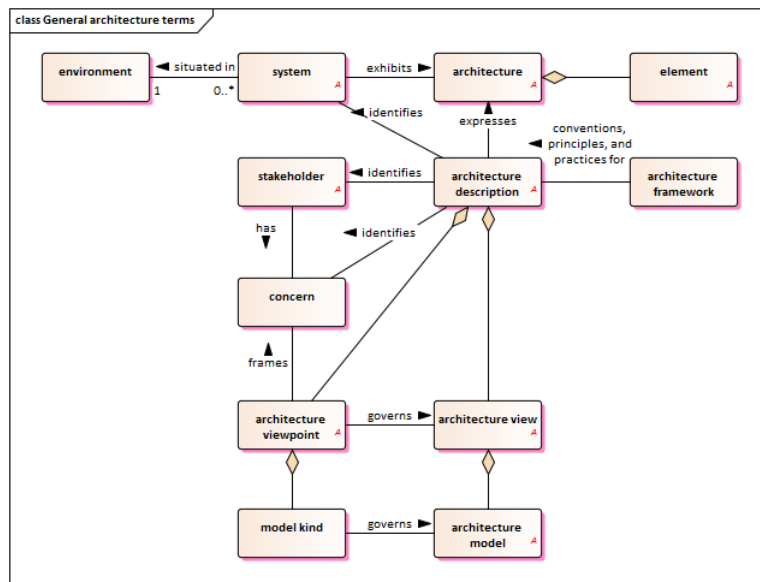 class General architecture terms
environment
situated in
1
0..*
system
A
exhibits
architecture
A
element
A
identifies
expresses
conventions,
principles, and
practices for
stakeholder
A
identifies
architecture
description
A
architecture
framework
has
identifies
concern
frames
architecture
viewpoint
A
governs
architecture view
A
model kind
governs
architecture
model
A